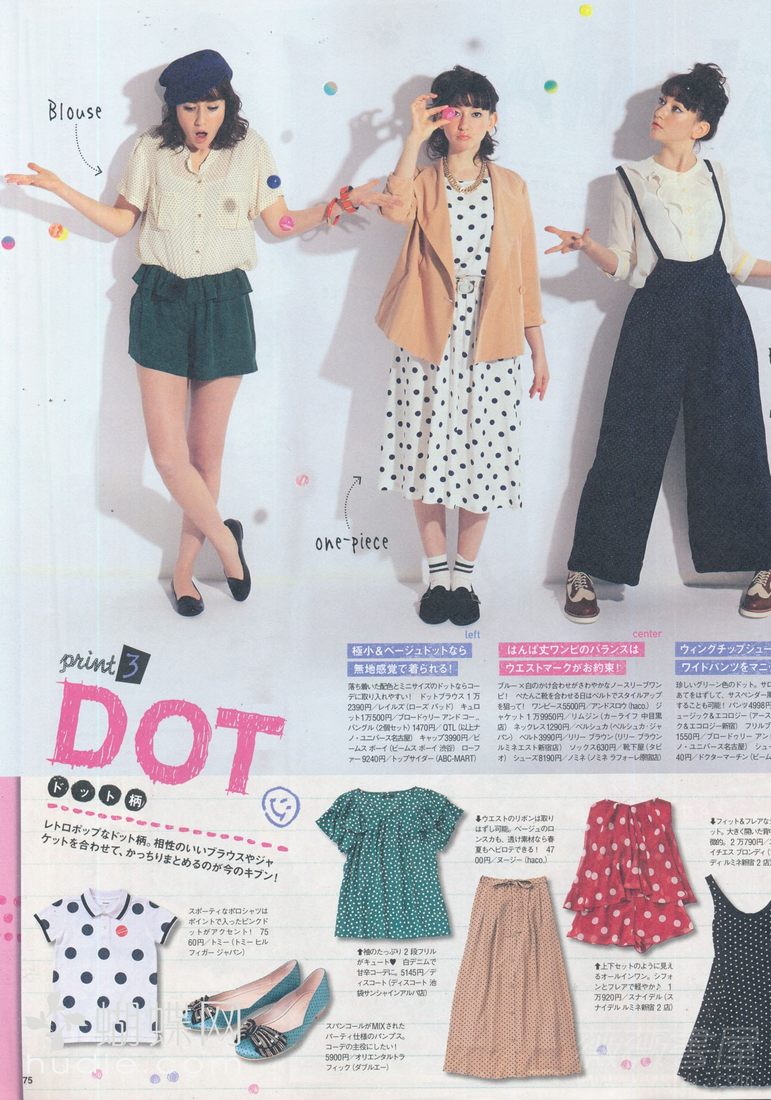 Blouse
one-piece
print 3
DOT
ドット柄
レトロポップなドット柄。相性のいいブラウスやジャ
ケットを合わせて、かっちりまとめるのが今のキブン！
left
極小＆ベージュドットなら
無地感覚で着られる！
落ち着いた配色とミニサイズのドットならコー
デに取り入れやすい！ ドットブラウス1万
2390円／レイルズ（ローズ バッド） キュロ
ット1万500円／ブロードゥリー アンド コー．、
バングル（2個セット）1470円／QTL（以上ナ
ノ・ユニバース名古屋） キャップ3990円／ビ
ームス ボーイ（ビームス ボーイ 渋谷） ローフ
ァー9240円／トップサイダー（ABC-MART）
center
はんぱ丈ワンピのバランスは
ウエストマークがお約束！
ブルー×白のかけ合わせがさわやかなノースリーブワン
ピ！ ぺたんこ靴を合わせる日はベルトでスタイルアップ
を狙って！ ワンピース5500円／アンドスロウ（haco.） ジ
ャケット1万9950円／リムジン（カーライフ 中目黒
店） ネックレス1290円／ベルシュカ（ベルシュカ・ジャ
パン） ベルト3990円／リリー ブラウン（リリー ブラウン
ルミネエスト新宿店） ソックス630円／靴下屋（タビ
オ） シューズ8190円／ノミネ（ノミネ ラフォーレ原宿店）
ウィングチップシュー
ワイドパンツをマニ
珍しいグリーン色のドット。サロ
あてをはずして、サスペンダー
することも可能！ パンツ4998
ュージック＆エコロジー（アース
ク＆エコロジー新宿） フリルブ
1550円／ブロードゥリー アン
ノ・ユニバース名古屋） シュー
40円／ドクターマーチン（ビー
スポーティなポロシャツは
ポイントで入ったピンクド
ットがアクセント！ 75
60円／トミー（トミー ヒル
フィガー ジャパン）
⬆袖のたっぷり2段フリル
がキュート♥ 白デニムで
甘辛コーデに。5145円／デ
ィスコート（ディスコート 池
袋サンシャインアルパ店）
スパンコールがMIXされた
パーティ仕様のパンプス。
コーデの主役にしたい！
5900円／オリエンタルトラ
フィック（ダブルエー）
⬇ウエストのリボンは取り
はずし可能。ベージュのロ
ンスカも、透け素材なら春
夏もヘビロテできる！ 47
00円／ヌージー（haco.）
⬆上下セットのように見え
るオールインワン。シフォ
ンとフレアで軽やか♪ 1
万920円／スナイデル（ス
ナイデル ルミネ新宿2店）
⬇フィット＆フレアな
ット。大きく開いた背
徴的。2万790円／
イチエス ブロンディ（
ディ ルミネ新宿2店）
蝴蝶网
75